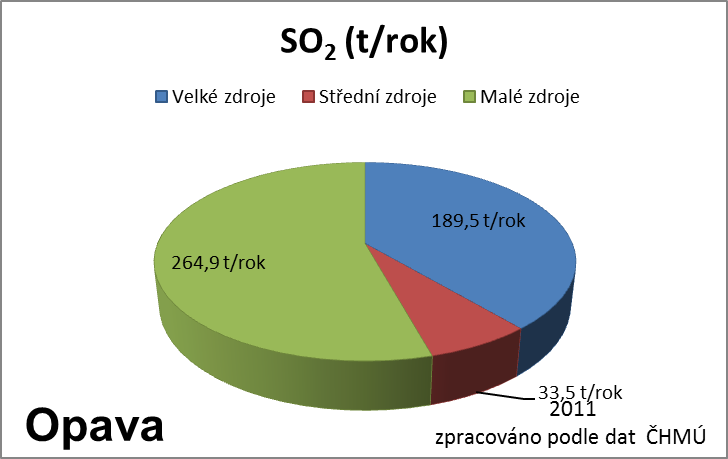 SO₂ (t/rok)
Velké zdroje Střední zdroje Malé zdroje
189,5 t/rok
264,9 t/rok
33,5 t/rok
2011
Opava
zpracováno podle dat ČHMÚ